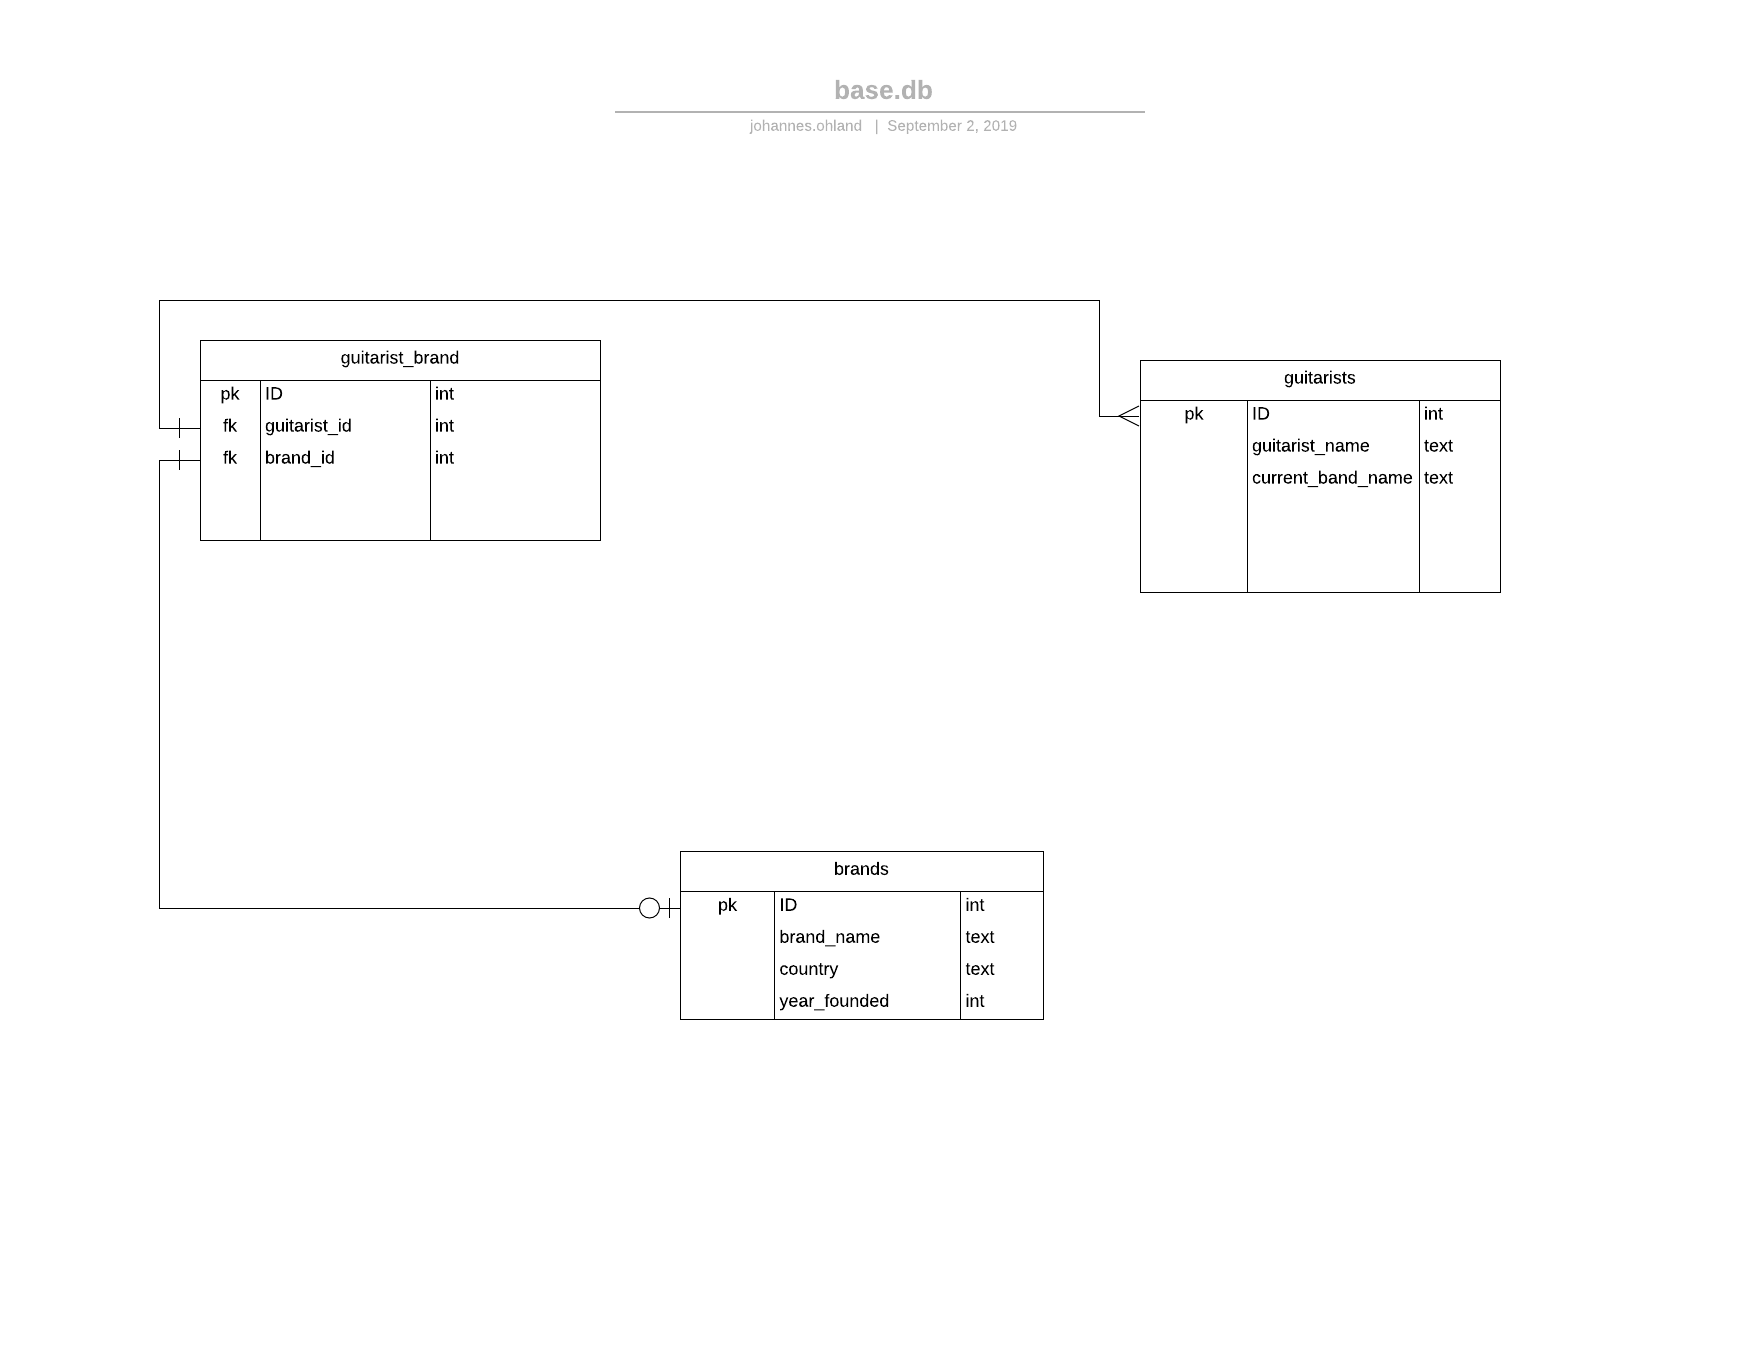 base.db
johannes.ohland | September 2, 2019
guitarist_brand
pk ID int
fk guitarist_id int
fk brand_id int
guitarists
pk ID int
guitarist_name text
current_band_name text
brands
pk ID int
brand_name text
country text
year_founded int